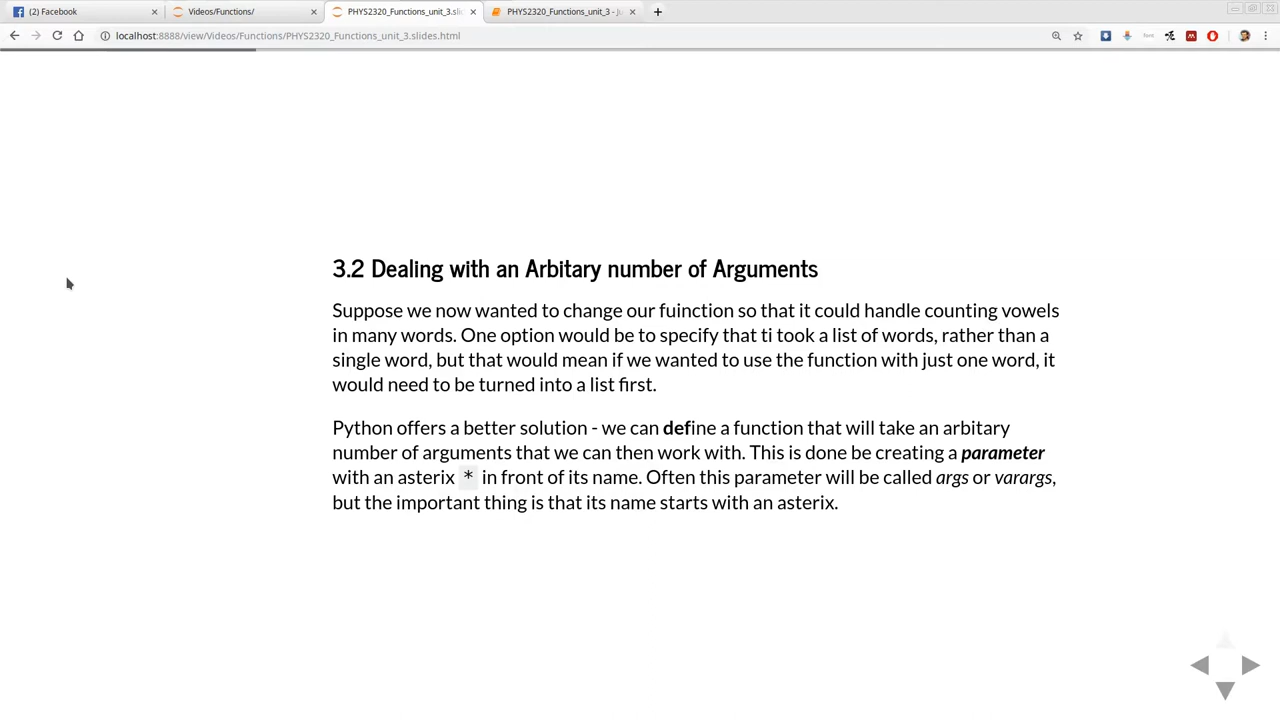 (2) Facebook
Videos/Functions/
PHYS2320_Functions_unit_3.sli
PHYS2320_Functions_unit_3 - Ju
localhost:8888/view/Videos/Functions/PHYS2320_Functions_unit_3.slides.html
3.2 Dealing with an Arbitary number of Arguments
Suppose we now wanted to change our fuinction so that it could handle counting vowels
in many words. One option would be to specify that ti took a list of words, rather than a
single word, but that would mean if we wanted to use the function with just one word, it
would need to be turned into a list first.
Python offers a better solution - we can define a function that will take an arbitary
number of arguments that we can then work with. This is done be creating a parameter
with an asterix * in front of its name. Often this parameter will be called args or varargs,
but the important thing is that its name starts with an asterix.